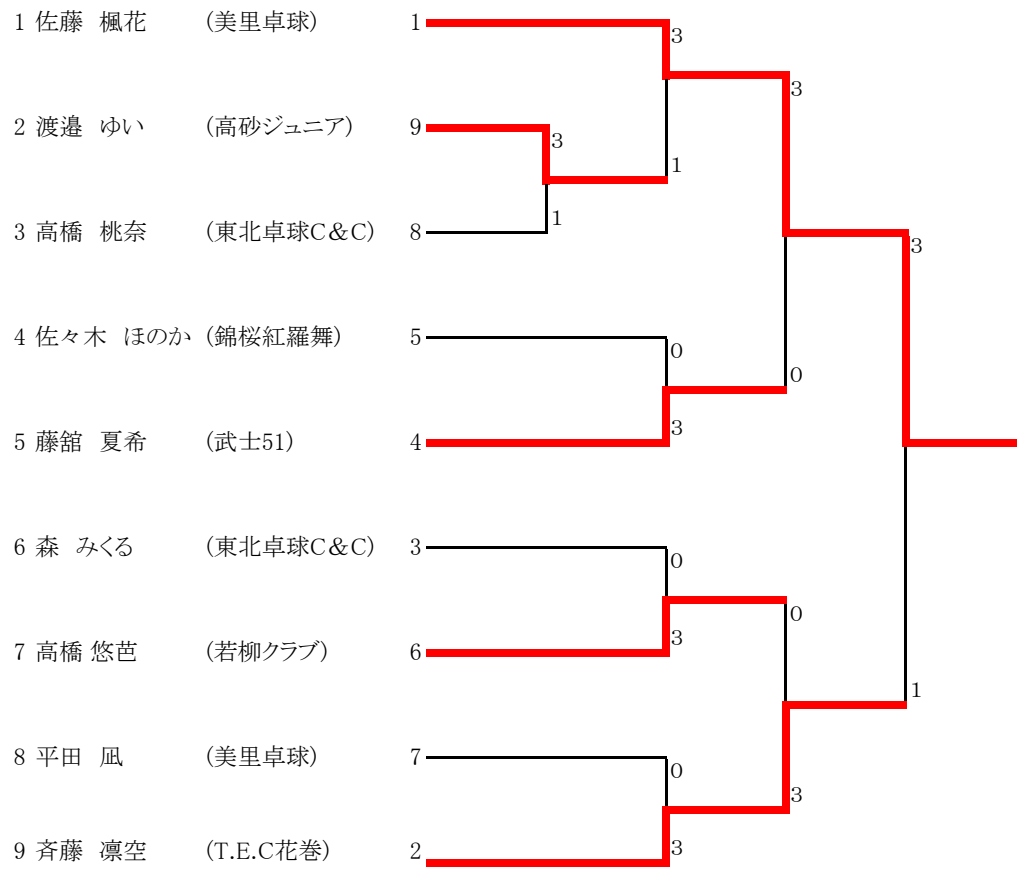 1 佐藤　楓花 (美里卓球) 1
3
3
2 渡邉　ゆい (高砂ジュニア) 9
3
1
3 高橋　桃奈 (東北卓球C＆C) 8
1
3
4 佐々木　ほのか (錦桜紅羅舞) 5
0
0
5 藤舘　夏希 (武士51) 4
3
6 森　みくる (東北卓球C＆C) 3
0
0
7 高橋 悠芭 (若柳クラブ) 6
3
1
8 平田　凪 (美里卓球) 7
0
3
9 斉藤　凛空 (T.E.C花巻) 2
3